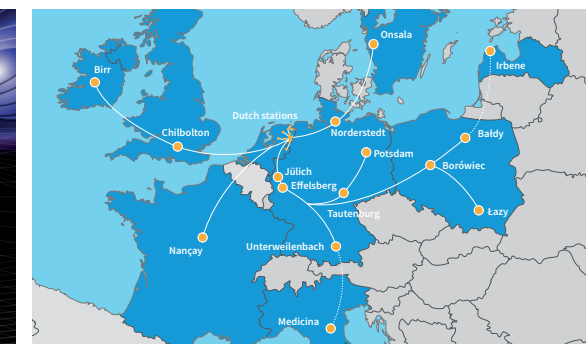 Onsala
Irbene
Birr
Dutch stations
Chilbolton
Norderstedt
Bałdy
Potsdam
Borówiec
Jülich
Effelsberg
Tautenburg
Łazy
Nançay
Unterweilenbach
Medicina